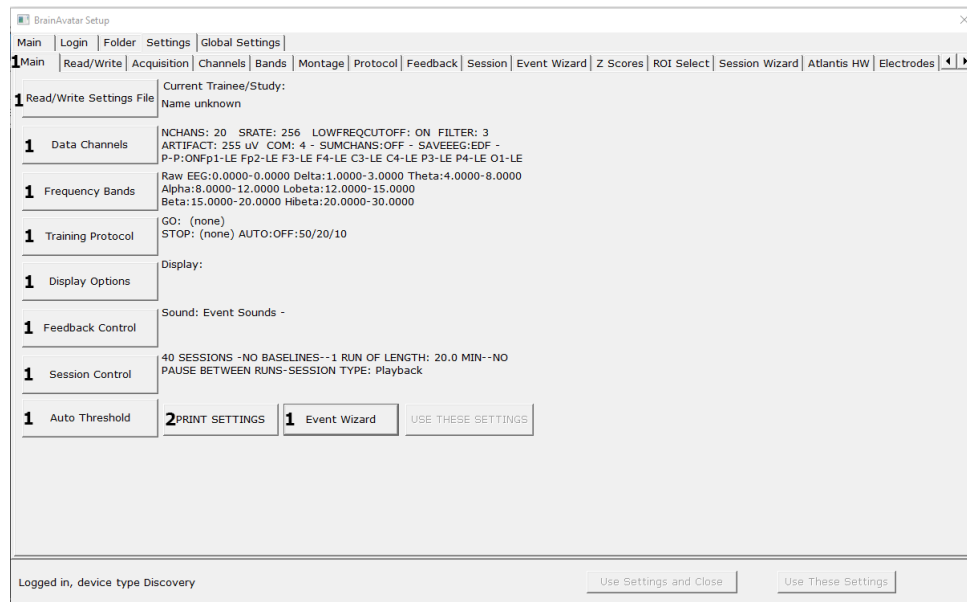 BrainAvatar Setup
Main Login Folder Settings Global Settings
1Main Read/Write Acquisition Channels Bands Montage Protocol Feedback Session Event Wizard Z Scores ROI Select Session Wizard Atlantis HW Electrodes
Current Trainee/Study:
1 Read/Write Settings File Name unknown
NCHANS: 20 SRATE: 256 LOWFREQCUTOFF: ON FILTER: 3
1 Data Channels ARTIFACT: 255 uV COM: 4 - SUMCHANS:OFF - SAVEEEG:EDF -
P-P:ONFp1-LE Fp2-LE F3-LE F4-LE C3-LE C4-LE P3-LE P4-LE O1-LE
Raw EEG:0.0000-0.0000 Delta:1.0000-3.0000 Theta:4.0000-8.0000
1 Frequency Bands Alpha:8.0000-12.0000 Lobeta:12.0000-15.0000
Beta:15.0000-20.0000 Hibeta:20.0000-30.0000
GO: (none)
1 Training Protocol STOP: (none) AUTO:OFF:50/20/10
Display:
1 Display Options
Sound: Event Sounds -
1 Feedback Control
40 SESSIONS -NO BASELINES--1 RUN OF LENGTH: 20.0 MIN--NO
1 Session Control PAUSE BETWEEN RUNS-SESSION TYPE: Playback
1 Auto Threshold 2PRINT SETTINGS 1 Event Wizard USE THESE SETTINGS
Logged in, device type Discovery Use Settings and Close Use These Settings